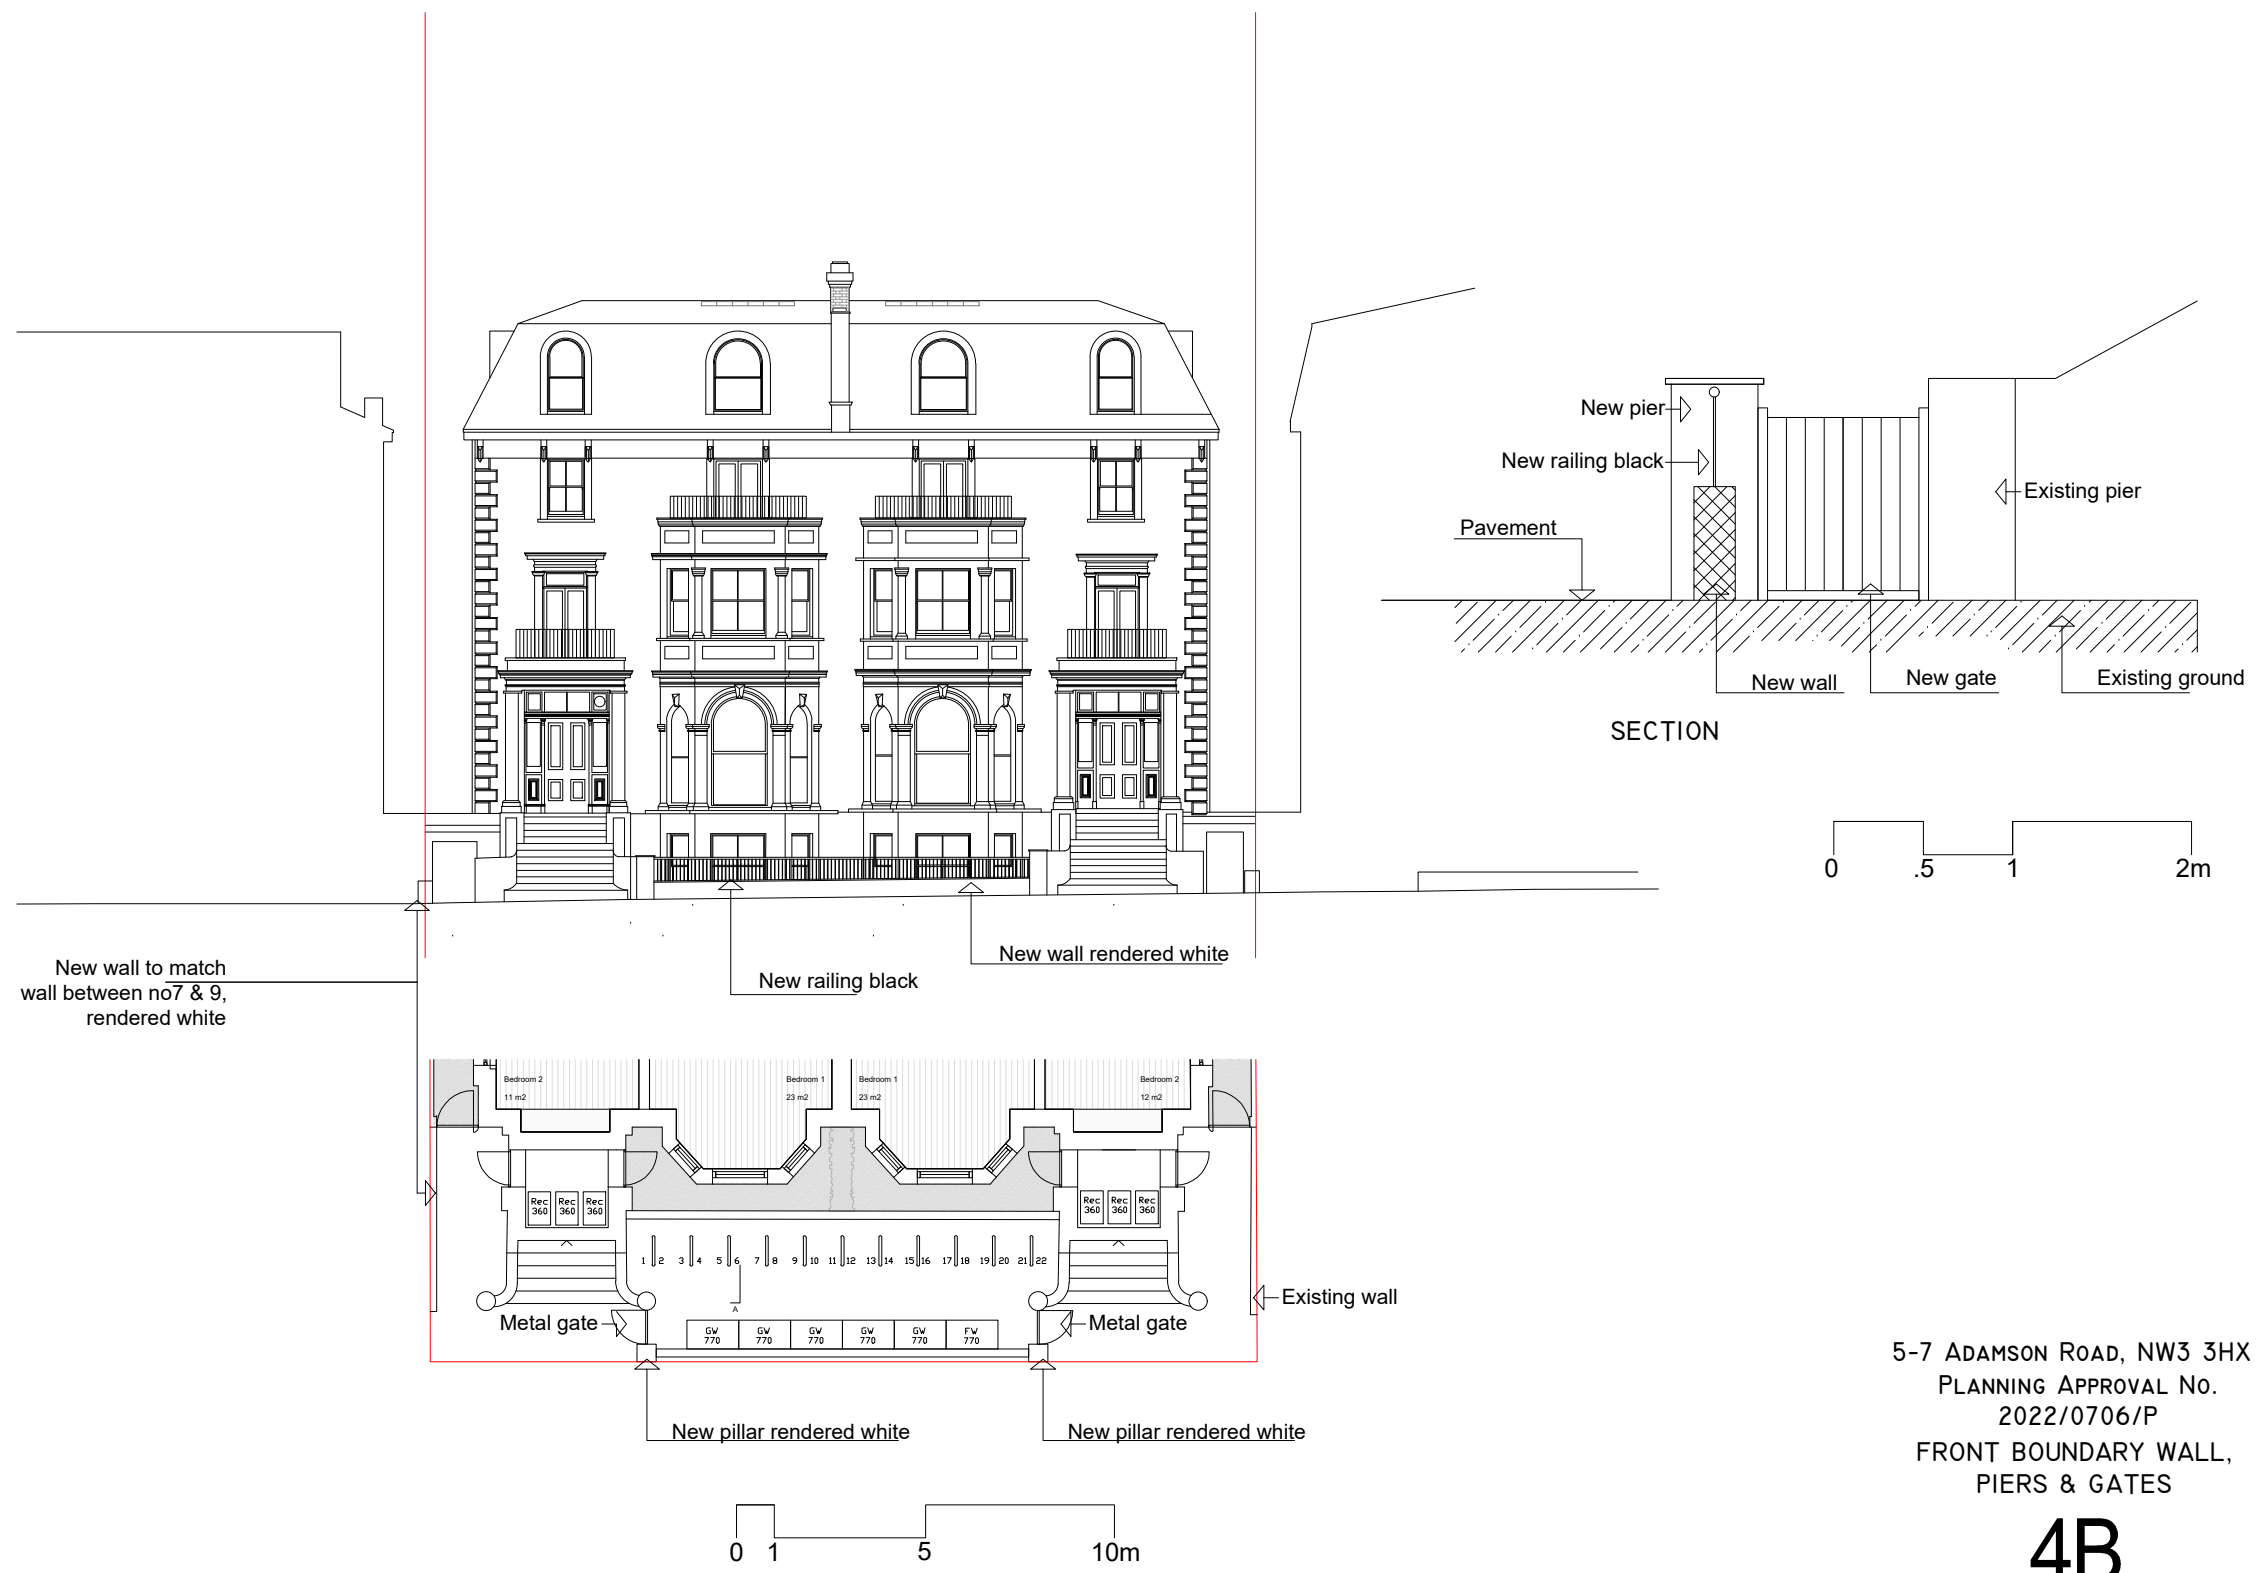 New pier
New railing black
Existing pier
Pavement
New wall
New gate
Existing ground
SECTION
0 .5 1 2m
New wall rendered white
New railing black
New wall to match
wall between no7 & 9,
rendered white
Bedroom 2
11 m2
Bedroom 1
23 m2
Bedroom 1
23 m2
Bedroom 2
12 m2
Rec
360
Rec
360
Rec
360
Rec
360
Rec
360
Rec
360
1 2 3 4 5 6 7 8 9 10 11 12 13 14 15 16 17 18 19 20 21 22
A
Existing wall
Metal gate
Metal gate
GW
770
GW
770
GW
770
GW
770
GW
770
FW
770
New pillar rendered white
New pillar rendered white
0 1 5 10m
5-7 ADAMSON ROAD, NW3 3HX
PLANNING APPROVAL NO.
2022/0706/P
FRONT BOUNDARY WALL,
PIERS & GATES
4B